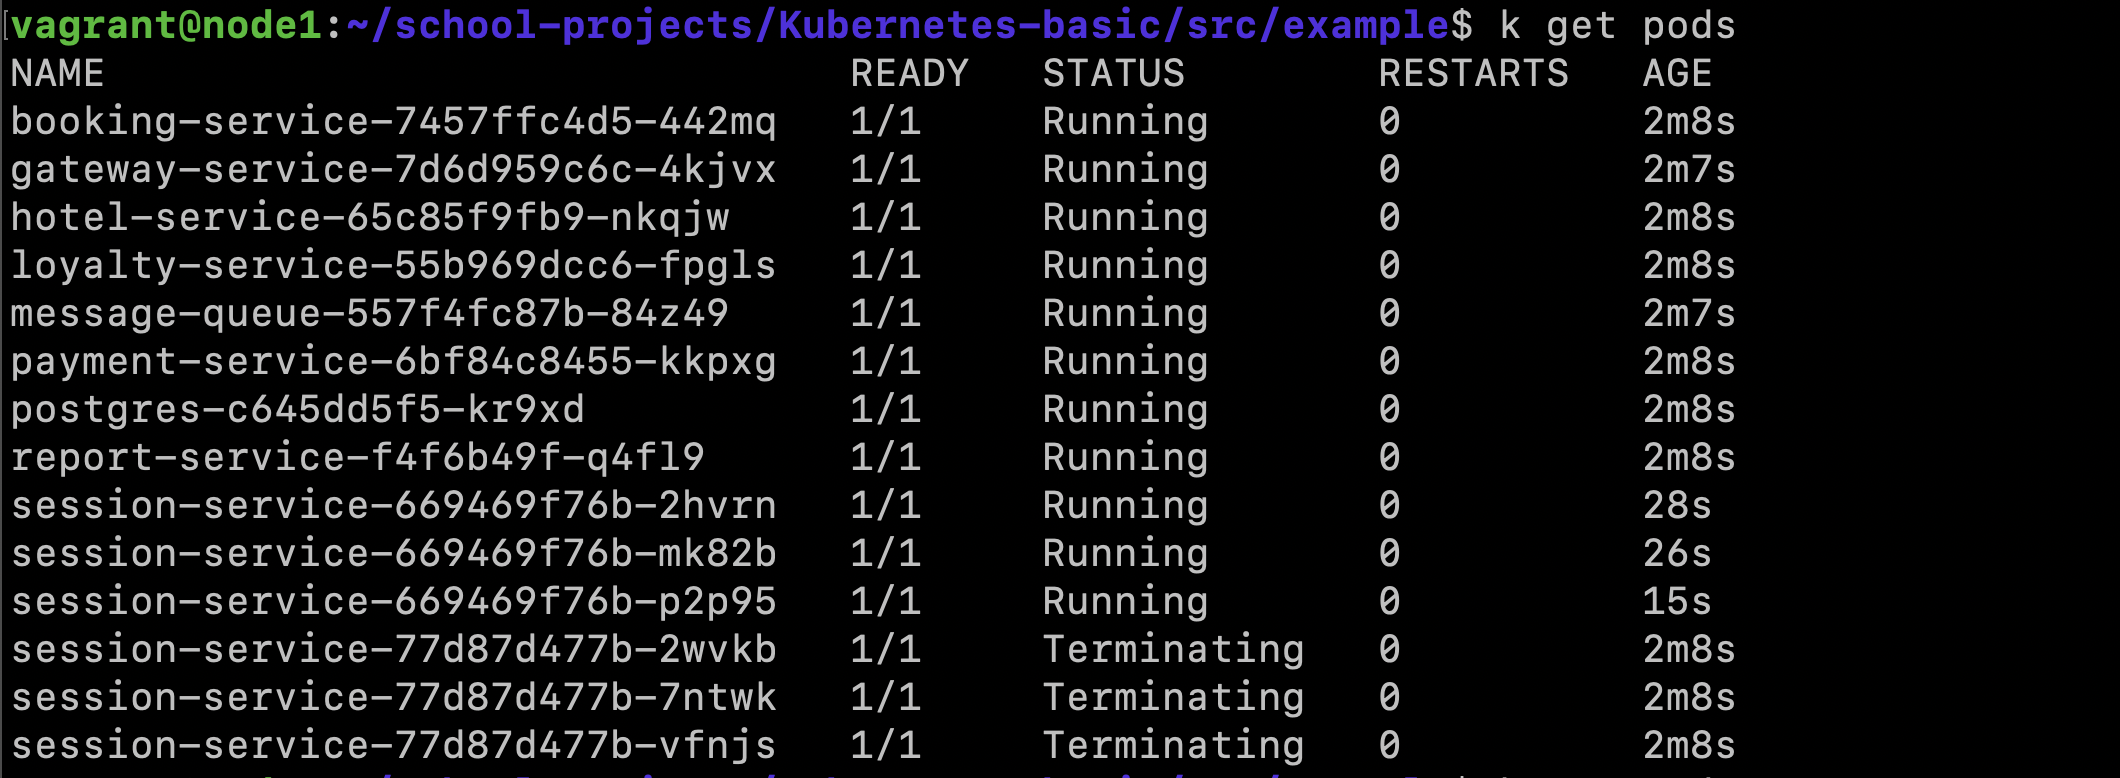 vagrant@node1:~/school-projects/Kubernetes-basic/src/example$ k get pods
NAME READY STATUS RESTARTS AGE
booking-service-7457ffc4d5-442mq 1/1 Running 0 2m8s
gateway-service-7d6d959c6c-4kjvx 1/1 Running 0 2m7s
hotel-service-65c85f9fb9-nkqjw 1/1 Running 0 2m8s
loyalty-service-55b969dcc6-fpgls 1/1 Running 0 2m8s
message-queue-557f4fc87b-84z49 1/1 Running 0 2m7s
payment-service-6bf84c8455-kkpxg 1/1 Running 0 2m8s
postgres-c645dd5f5-kr9xd 1/1 Running 0 2m8s
report-service-f4f6b49f-q4fl9 1/1 Running 0 2m8s
session-service-669469f76b-2hvrn 1/1 Running 0 28s
session-service-669469f76b-mk82b 1/1 Running 0 26s
session-service-669469f76b-p2p95 1/1 Running 0 15s
session-service-77d87d477b-2wvkb 1/1 Terminating 0 2m8s
session-service-77d87d477b-7ntwk 1/1 Terminating 0 2m8s
session-service-77d87d477b-vfnjs 1/1 Terminating 0 2m8s